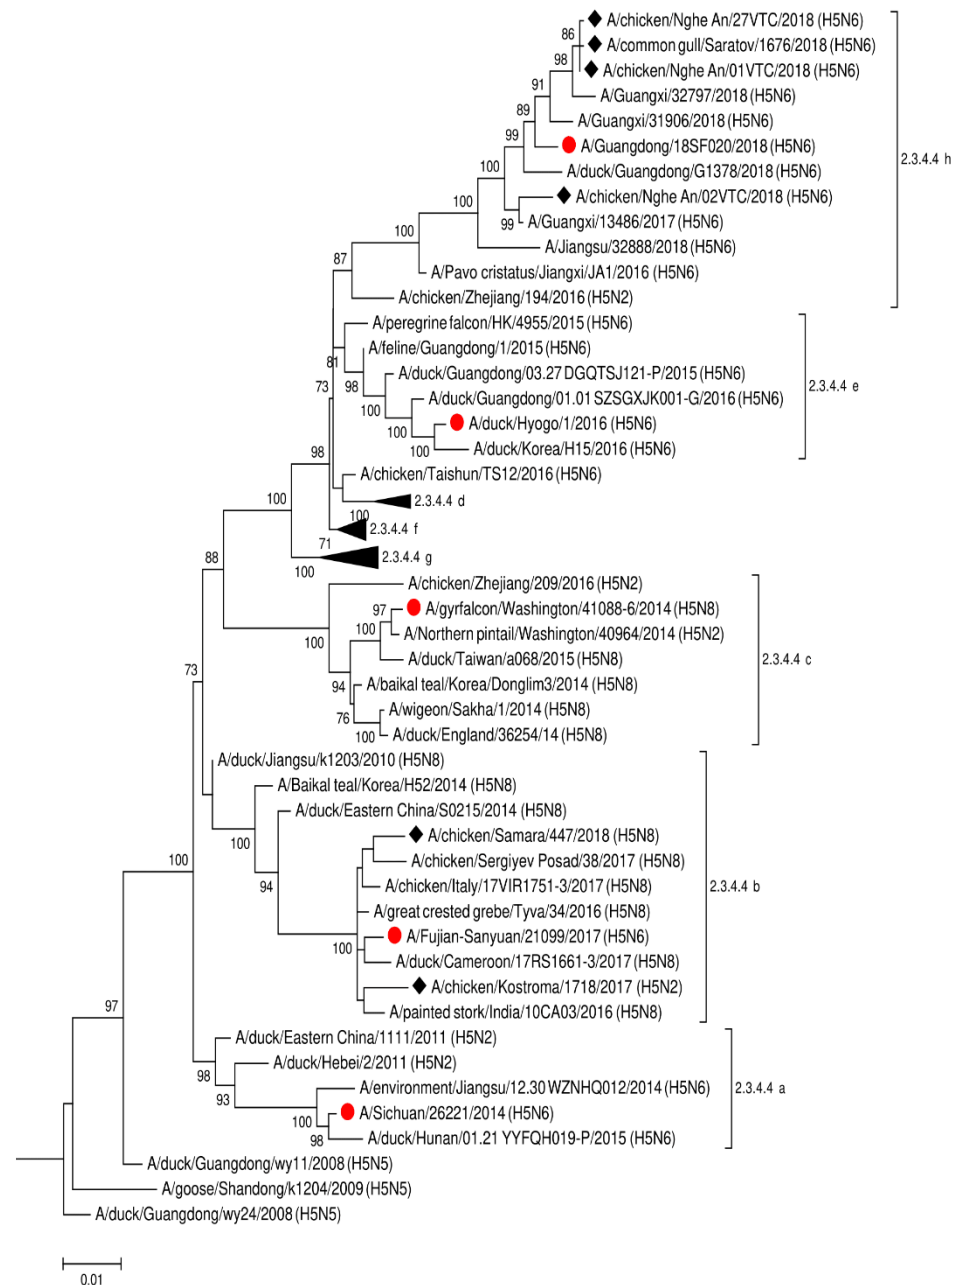 A/chicken/Nghe An/27VTC/2018 (H5N6)
86
A/common gull/Saratov/1676/2018 (H5N6)
98
A/chicken/Nghe An/01VTC/2018 (H5N6)
91
A/Guangxi/32797/2018 (H5N6)
89
A/Guangxi/31906/2018 (H5N6)
99
A/Guangdong/18SF020/2018 (H5N6)
2.3.4.4 h
100
A/duck/Guangdong/G1378/2018 (H5N6)
100
A/chicken/Nghe An/02VTC/2018 (H5N6)
99
A/Guangxi/13486/2017 (H5N6)
100
A/Jiangsu/32888/2018 (H5N6)
87
A/Pavo cristatus/Jiangxi/JA1/2016 (H5N6)
A/chicken/Zhejiang/194/2016 (H5N2)
A/peregrine falcon/HK/4955/2015 (H5N6)
A/feline/Guangdong/1/2015 (H5N6)
81
A/duck/Guangdong/03.27 DGQTSJ121-P/2015 (H5N6)
73
98
2.3.4.4 e
A/duck/Guangdong/01.01 SZSGXJK001-G/2016 (H5N6)
100
A/duck/Hyogo/1/2016 (H5N6)
100
A/duck/Korea/H15/2016 (H5N6)
100
98
A/chicken/Taishun/TS12/2016 (H5N6)
100
2.3.4.4 d
100
2.3.4.4 f
71
2.3.4.4 g
88
100
A/chicken/Zhejiang/209/2016 (H5N2)
97
A/gyrfalcon/Washington/41088-6/2014 (H5N8)
100
A/Northern pintail/Washington/40964/2014 (H5N2)
100
A/duck/Taiwan/a068/2015 (H5N8)
2.3.4.4 c
73
94
A/baikal teal/Korea/Donglim3/2014 (H5N8)
A/wigeon/Sakha/1/2014 (H5N8)
76
100
A/duck/England/36254/14 (H5N8)
A/duck/Jiangsu/k1203/2010 (H5N8)
A/Baikal teal/Korea/H52/2014 (H5N8)
A/duck/Eastern China/S0215/2014 (H5N8)
100
A/chicken/Samara/447/2018 (H5N8)
100
A/chicken/Sergiyev Posad/38/2017 (H5N8)
94
A/chicken/Italy/17VIR1751-3/2017 (H5N8)
2.3.4.4 b
A/great crested grebe/Tyva/34/2016 (H5N8)
A/Fujian-Sanyuan/21099/2017 (H5N6)
100
A/duck/Cameroon/17RS1661-3/2017 (H5N8)
A/chicken/Kostroma/1718/2017 (H5N2)
97
A/painted stork/India/10CA03/2016 (H5N8)
A/duck/Eastern China/1111/2011 (H5N2)
98
A/duck/Hebei/2/2011 (H5N2)
A/environment/Jiangsu/12.30 WZNHQ012/2014 (H5N6)
2.3.4.4 a
93
A/Sichuan/26221/2014 (H5N6)
100
98
A/duck/Hunan/01.21 YYFQH019-P/2015 (H5N6)
A/duck/Guangdong/wy11/2008 (H5N5)
A/goose/Shandong/k1204/2009 (H5N5)
A/duck/Guangdong/wy24/2008 (H5N5)
0.01